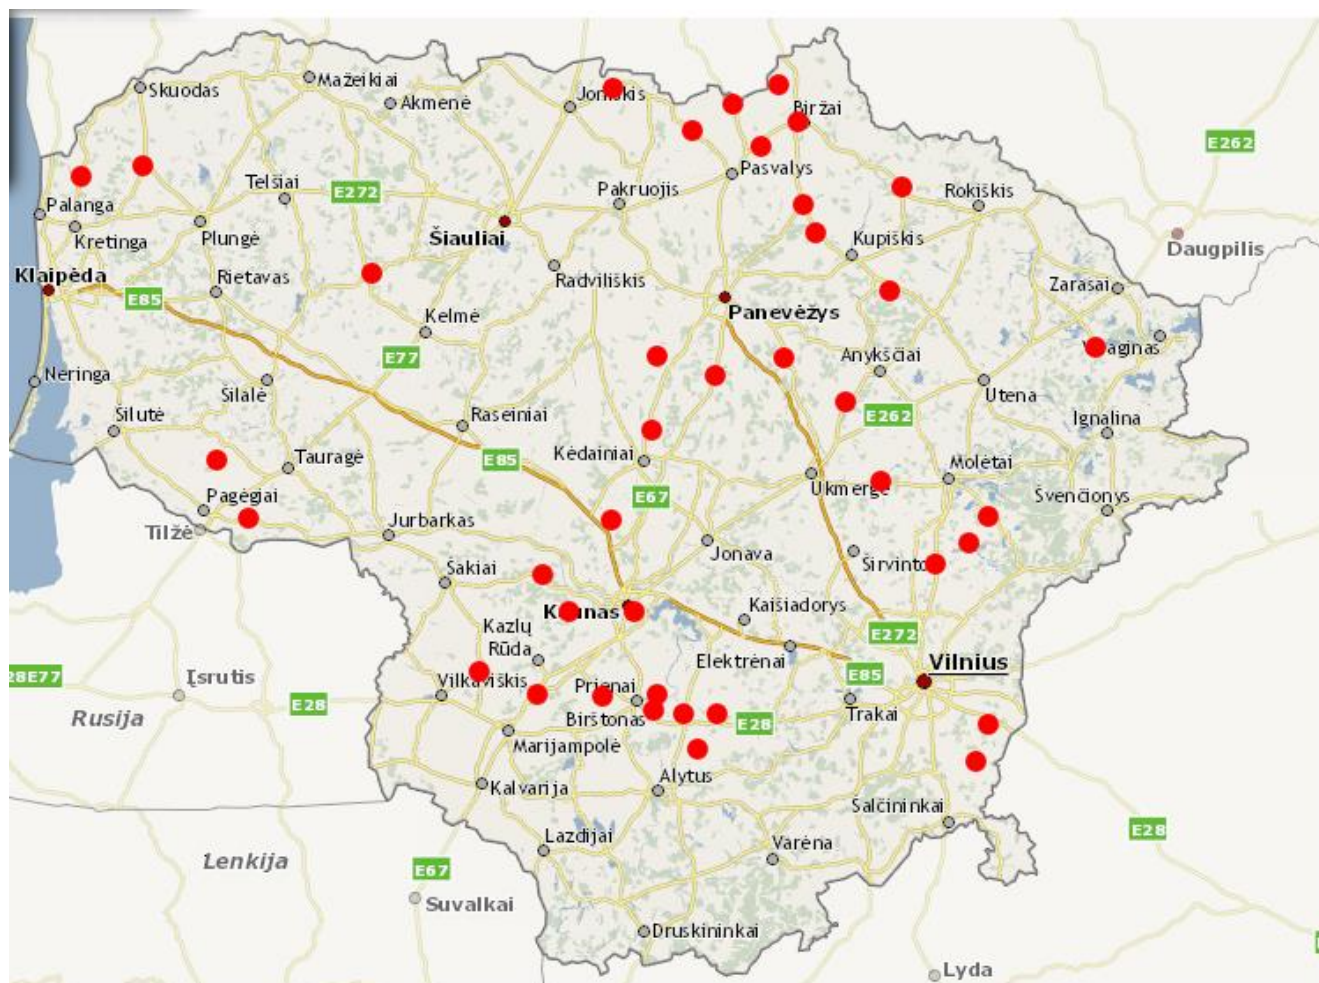 Skuodas
Mažeikiai
Akmenė
Joniškis
Biržai
E262
Pasvalys
Telšiai
E272
Pakruojis
Rokiškis
Palanga
Kretinga
Plungė
Šiauliai
Kupiškis
Daugpilis
Klaipėda
Rietavas
Radviliškis
Zarasai
E85
Panevėžys
Kelmė
E77
Anykščiai
Visaginas
Neringa
Šilalė
Utena
Šilutė
Raseiniai
E262
Ignalina
Tauragė
E85
Kėdainiai
Molėtai
Pagėgiai
E67
Ukmergė
Švenčionys
Tilžė
Jurbarkas
Jonava
Širvintos
Šakiai
Kaunas
Kaišiadorys
Kazlų
Rūda
E272
Elektrėnai
Vilnius
28E77
Įsrutis
Vilkaviškis
Prienai
E85
E28
Rusija
Birštonas
E28
Trakai
Marijampolė
Kalvarija
Alytus
Šalčininkai
Lazdijai
Varėna
E28
Lenkija
E67
Suvalkai
Druskininkai
Lyda